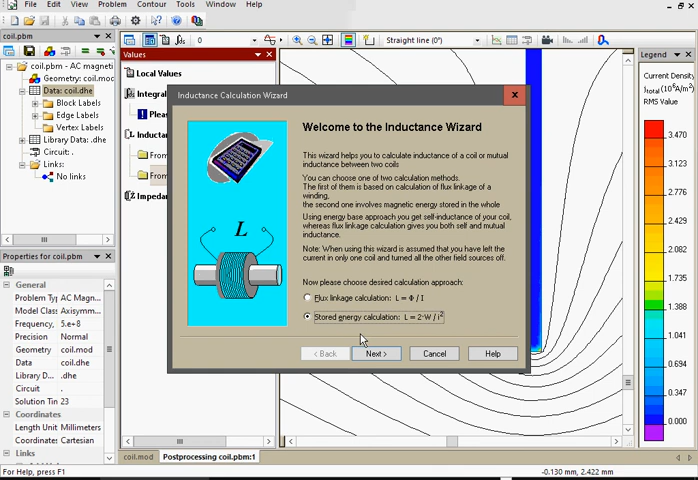 File Edit View Problem Contour Tools Window Help
coil.pbm
coil.pbm - AC magneti
Geometry: coil.mod
Data: coil.dhe
Block Labels
Edge Labels
Vertex Labels
Library Data: .dhe
Circuit: .
Links:
No links
Properties for coil.pbm
General
Problem Ty AC Magn...
Model Class Axisymm...
Frequency, 5.e+8
Precision Normal
Geometry coil.mod
Data coil.dhe
Library D... .dhe
Circuit .
Solution Tin 23
Coordinates
Length Unit Millimeters
Coordinate: Cartesian
Links
0
Straight line (0°)
Values
Local Values
Integral
Pleas
L Inductan
From
From
Impedan
Inductance Calculation Wizard
L
Welcome to the Inductance Wizard
This wizard helps you to calculate inductance of a coil or mutual
inductance between two coils
You can choose one of two calculation methods.
The first of them is based on calculation of flux linkage of a
winding,
the second one involves magnetic energy stored in the whole
Using energy base approach you get self-inductance of your coil,
whereas flux linkage calculation gives you both self and mutual
inductance.
Note: When using this wizard is assumed that you have left the
current in only one coil and turned all the other field sources off.
Now please choose desired calculation approach:
Flux linkage calculation: L = Φ / I
Stored energy calculation: L = 2·W / i²
< Back Next > Cancel Help
Legend
Current Density
jtotal (10⁶A/m²)
RMS Value
3.470
3.123
2.776
2.429
2.082
1.735
1.388
1.041
0.694
0.347
0.000
coil.mod Postprocessing coil.pbm:1
For Help, press F1
-0.130 mm, 2.422 mm